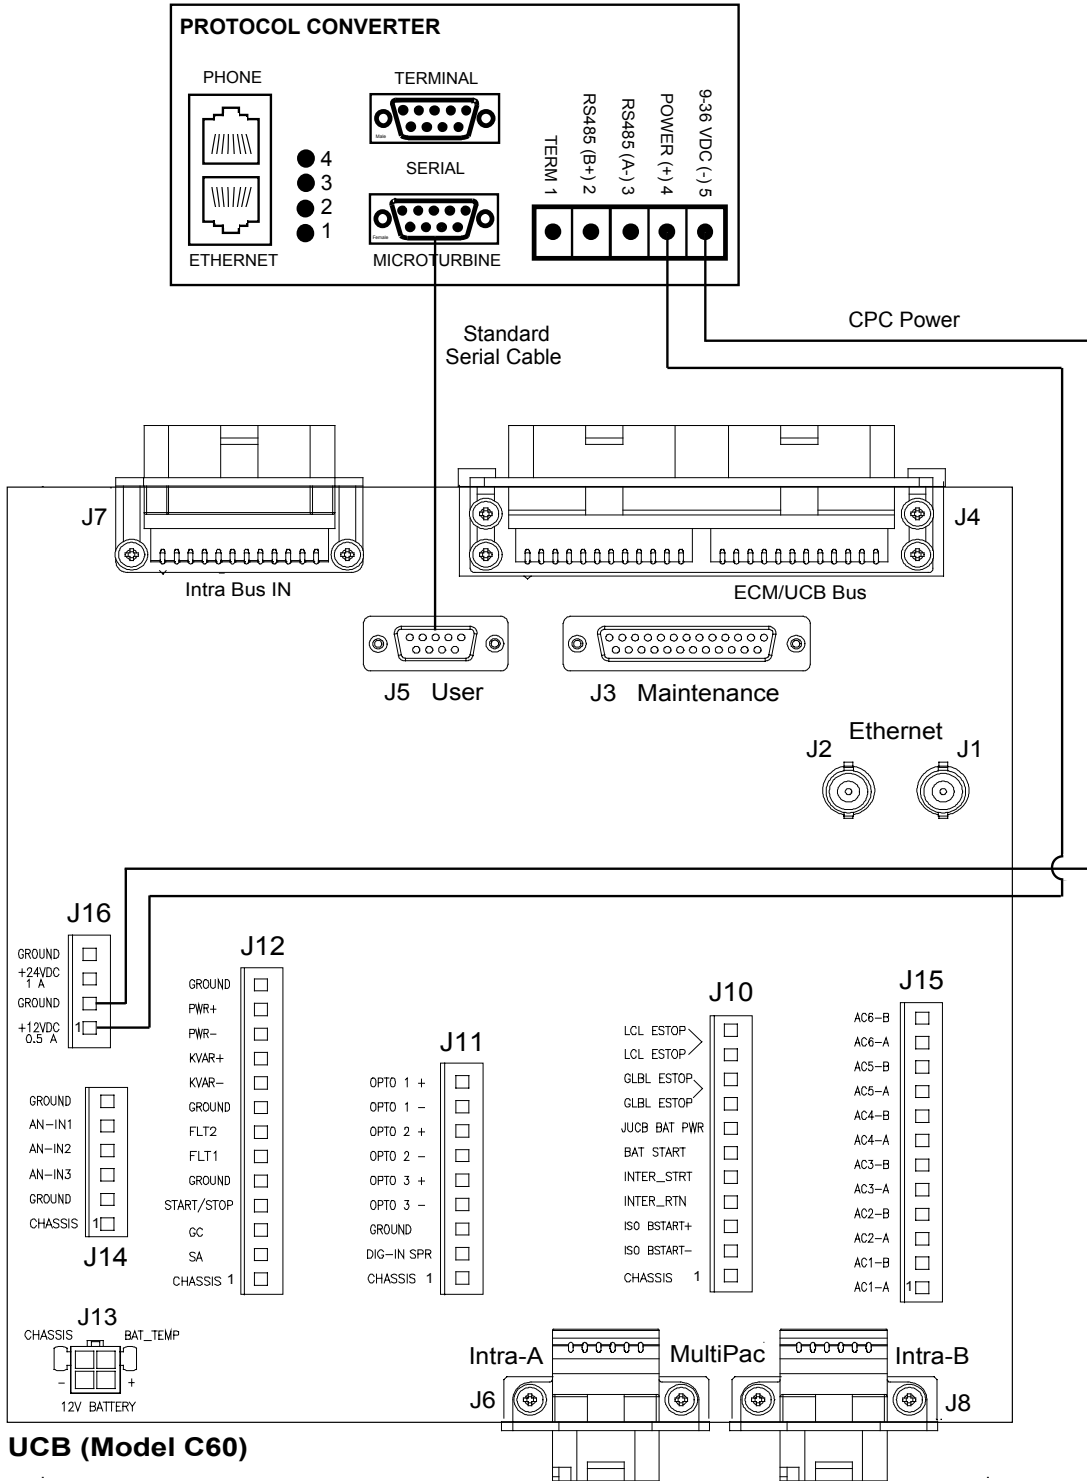 PROTOCOL CONVERTER
PHONE
ETHERNET
4
3
2
1
TERMINAL
Male
SERIAL
Female
MICROTURBINE
TERM 1
RS485 (B+) 2
RS485 (A-) 3
POWER (+) 4
9-36 VDC (-) 5
Standard
Serial Cable
CPC Power
J7
Intra Bus IN
J4
ECM/UCB Bus
J5 User
J3 Maintenance
Ethernet
J2
J1
J16
GROUND
+24VDC
1 A
GROUND
+12VDC
0.5 A
1
J12
GROUND
PWR+
PWR−
KVAR+
KVAR−
GROUND
FLT2
FLT1
GROUND
START/STOP
GC
SA
CHASSIS 1
J11
OPTO 1 +
OPTO 1 −
OPTO 2 +
OPTO 2 −
OPTO 3 +
OPTO 3 −
GROUND
DIG−IN SPR
CHASSIS 1
J10
LCL ESTOP
LCL ESTOP
GLBL ESTOP
GLBL ESTOP
JUCB BAT PWR
BAT START
INTER_STRT
INTER_RTN
ISO BSTART+
ISO BSTART−
CHASSIS 1
J15
AC6−B
AC6−A
AC5−B
AC5−A
AC4−B
AC4−A
AC3−B
AC3−A
AC2−B
AC2−A
AC1−B
AC1−A 1
GROUND
AN−IN1
AN−IN2
AN−IN3
GROUND
CHASSIS 1
J14
J13
CHASSIS
BAT_TEMP
− +
12V BATTERY
Intra-A
J6
MultiPac
Intra-B
J8
UCB (Model C60)